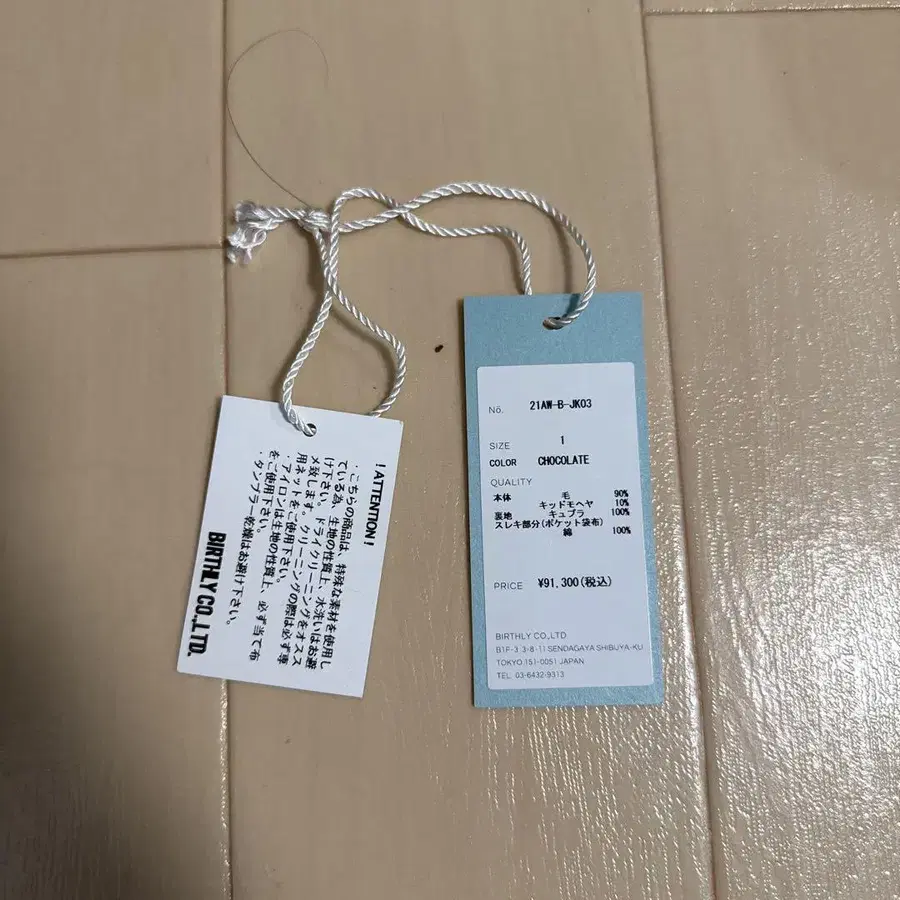 !ATTENTION!
・こちらの商品は、特殊な素材を使用し
ている為、生地の性質上、水洗いはお避
け下さい。ドライクリーニングをオスス
メ致します。クリーニングの際は必ず専
用ネットをご使用下さい。
・アイロンは生地の性質上、必ず当て布
をご使用下さい。
・タンブラー乾燥はお避け下さい。
BIRTHLY CO.,LTD.
No. 21AW-B-JK03
SIZE 1
COLOR CHOCOLATE
QUALITY
本体 毛 90%
キッドモヘヤ 10%
裏地 キュプラ 100%
スレキ部分(ポケット袋布)
綿 100%
PRICE ¥91,300(税込)
BIRTHLY CO.,LTD
B1F-3 3-8-11 SENDAGAYA SHIBUYA-KU
TOKYO 151-0051 JAPAN
TEL 03-6432-9313